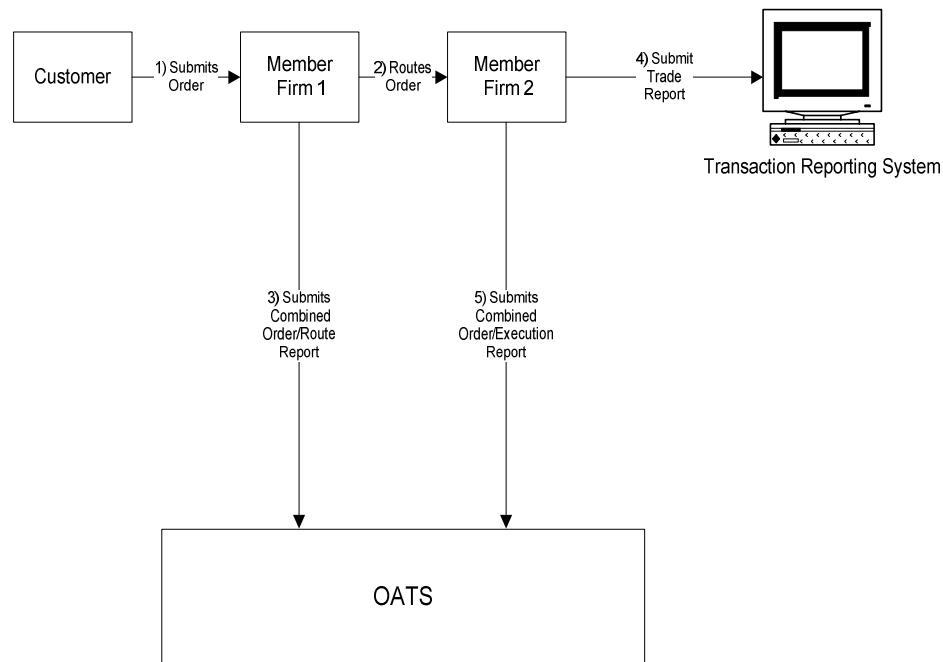 Customer
1) Submits
Order
Member
Firm 1
2) Routes
Order
Member
Firm 2
4) Submit
Trade
Report
Transaction Reporting System
3) Submits
Combined
Order/Route
Report
5) Submits
Combined
Order/Execution
Report
OATS